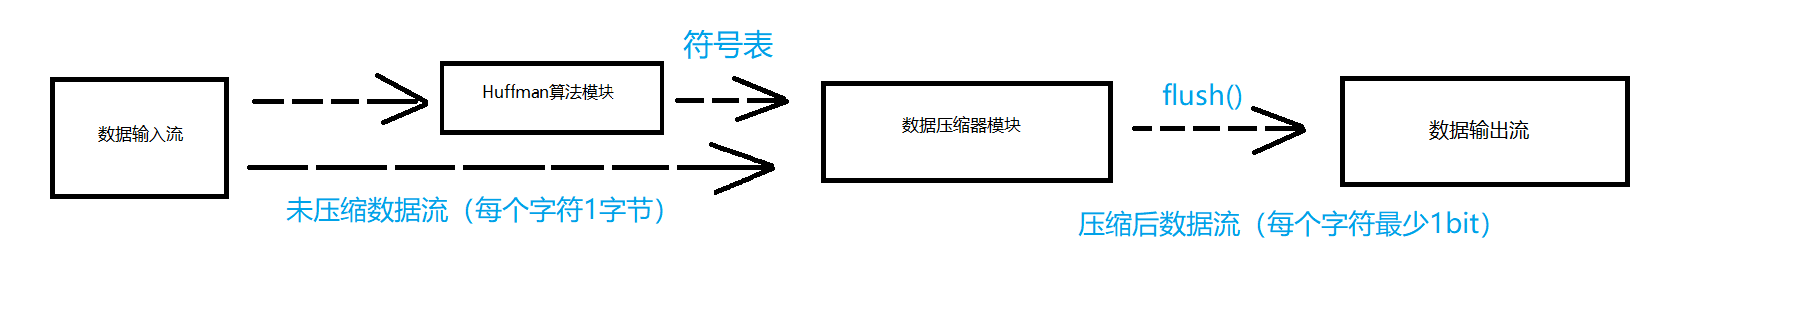 符号表
Huffman算法模块
数据输入流
数据压缩器模块
flush()
数据输出流
未压缩数据流（每个字符1字节）
压缩后数据流（每个字符最少1bit）